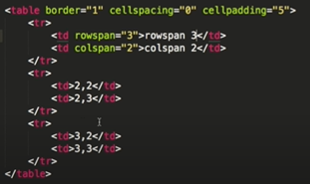 <table border="1" cellspacing="0" cellpadding="5">
<tr>
<td rowspan="3">rowspan 3</td>
<td colspan="2">colspan 2</td>
</tr>
<tr>
<td>2,2</td>
<td>2,3</td>
</tr>
<tr>
<td>3,2</td>
<td>3,3</td>
</tr>
</table>